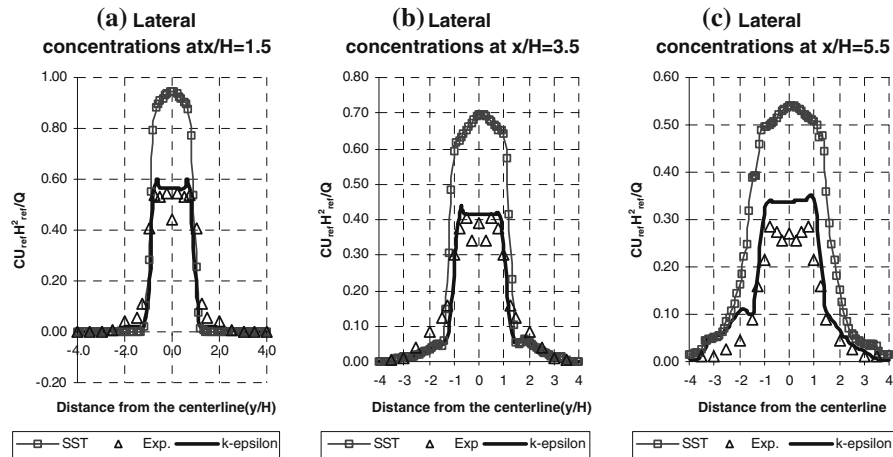 (a) Lateral
concentrations atx/H=1.5
CU_ref H²_ref/Q
1.00
0.80
0.60
0.40
0.20
0.00
-0.20
-4.0 -2.0 0.0 2.0 4.0
Distance from the centerline(y/H)
SST Exp. k-epsilon
(b) Lateral
concentrations at x/H=3.5
CU_ref H²_ref/Q
0.80
0.70
0.60
0.50
0.40
0.30
0.20
0.10
0.00
-4 -3 -2 -1 0 1 2 3 4
Distance from the centerline(y/H)
SST Exp k-epsilon
(c) Lateral
concentrations at x/H=5.5
CU_ref H²_ref/Q
0.60
0.50
0.40
0.30
0.20
0.10
0.00
-4 -3 -2 -1 0 1 2 3 4
Distance from the centerline
SST Exp. k-epsilon